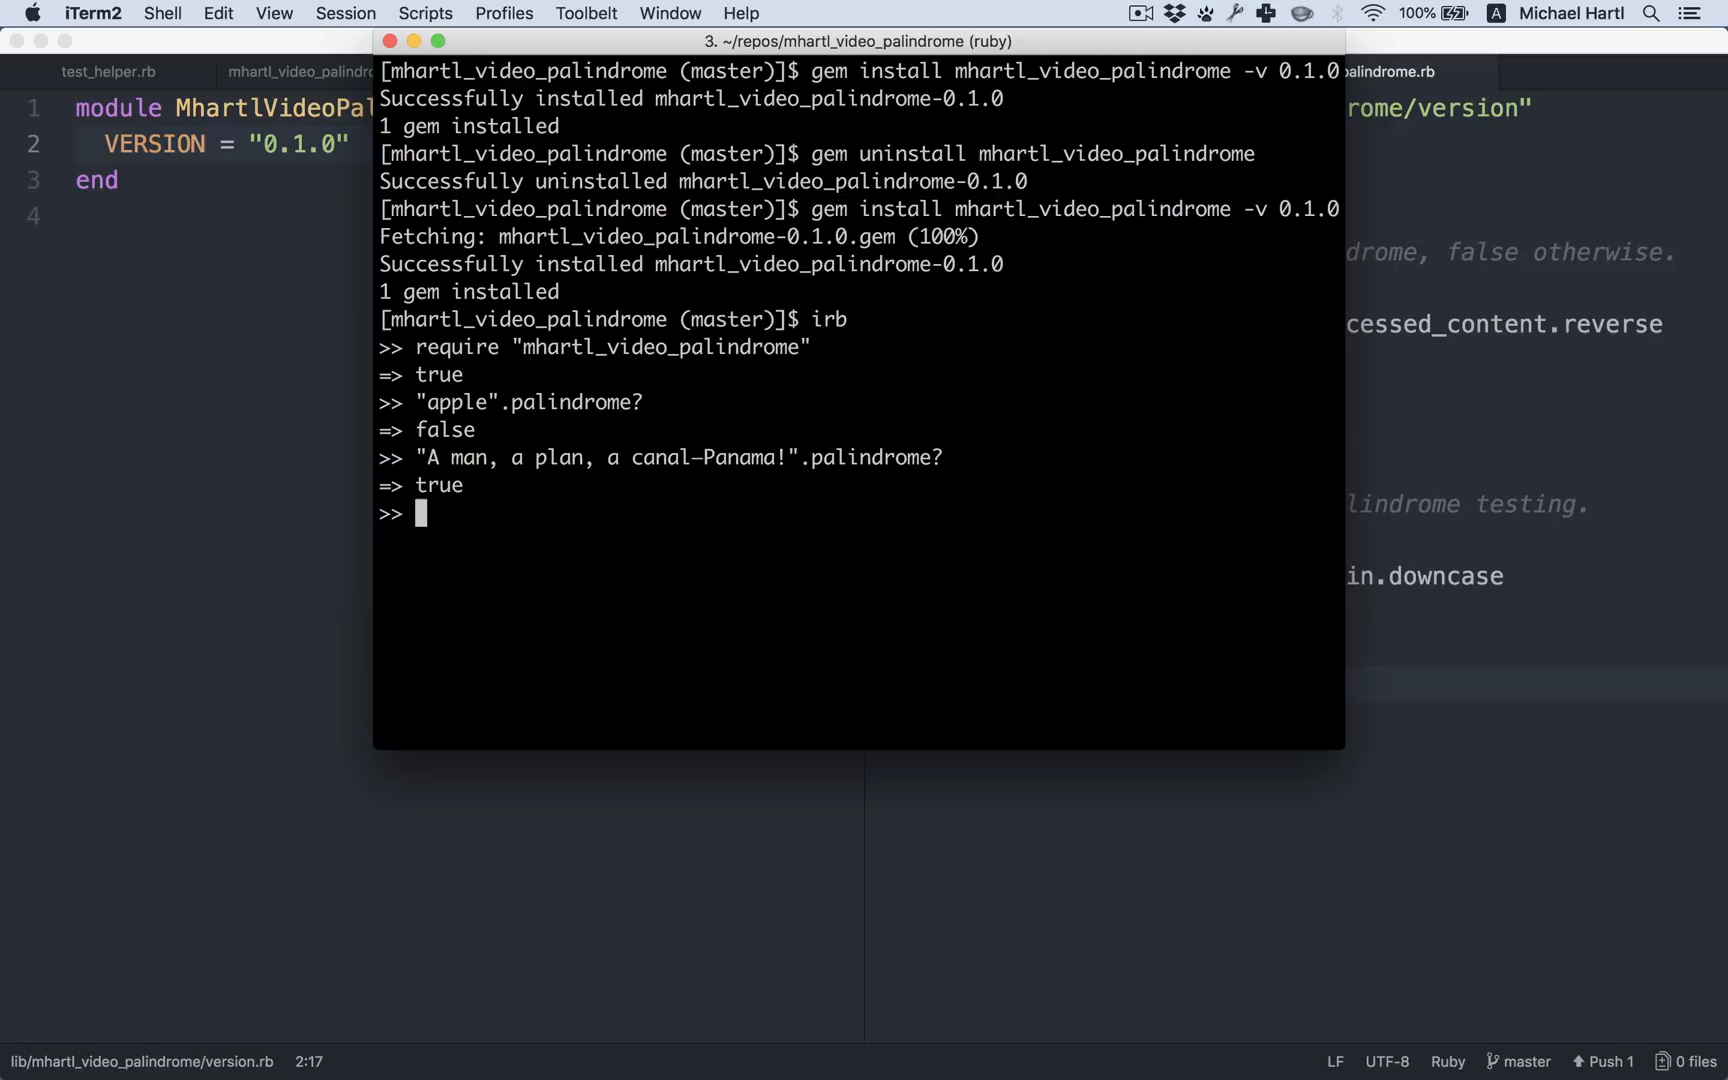 iTerm2 Shell Edit View Session Scripts Profiles Toolbelt Window Help 100% A Michael Hartl
3. ~/repos/mhartl_video_palindrome (ruby)
test_helper.rb mhartl_video_palindro palindrome.rb
1 module MhartlVideoPal
2 VERSION = "0.1.0"
3 end
4
[mhartl_video_palindrome (master)]$ gem install mhartl_video_palindrome -v 0.1.0
Successfully installed mhartl_video_palindrome-0.1.0
1 gem installed
[mhartl_video_palindrome (master)]$ gem uninstall mhartl_video_palindrome
Successfully uninstalled mhartl_video_palindrome-0.1.0
[mhartl_video_palindrome (master)]$ gem install mhartl_video_palindrome -v 0.1.0
Fetching: mhartl_video_palindrome-0.1.0.gem (100%)
Successfully installed mhartl_video_palindrome-0.1.0
1 gem installed
[mhartl_video_palindrome (master)]$ irb
>> require "mhartl_video_palindrome"
=> true
>> "apple".palindrome?
=> false
>> "A man, a plan, a canal—Panama!".palindrome?
=> true
>>
rome/version"
drome, false otherwise.
cessed_content.reverse
lindrome testing.
in.downcase
lib/mhartl_video_palindrome/version.rb 2:17 LF UTF-8 Ruby master Push 1 0 files